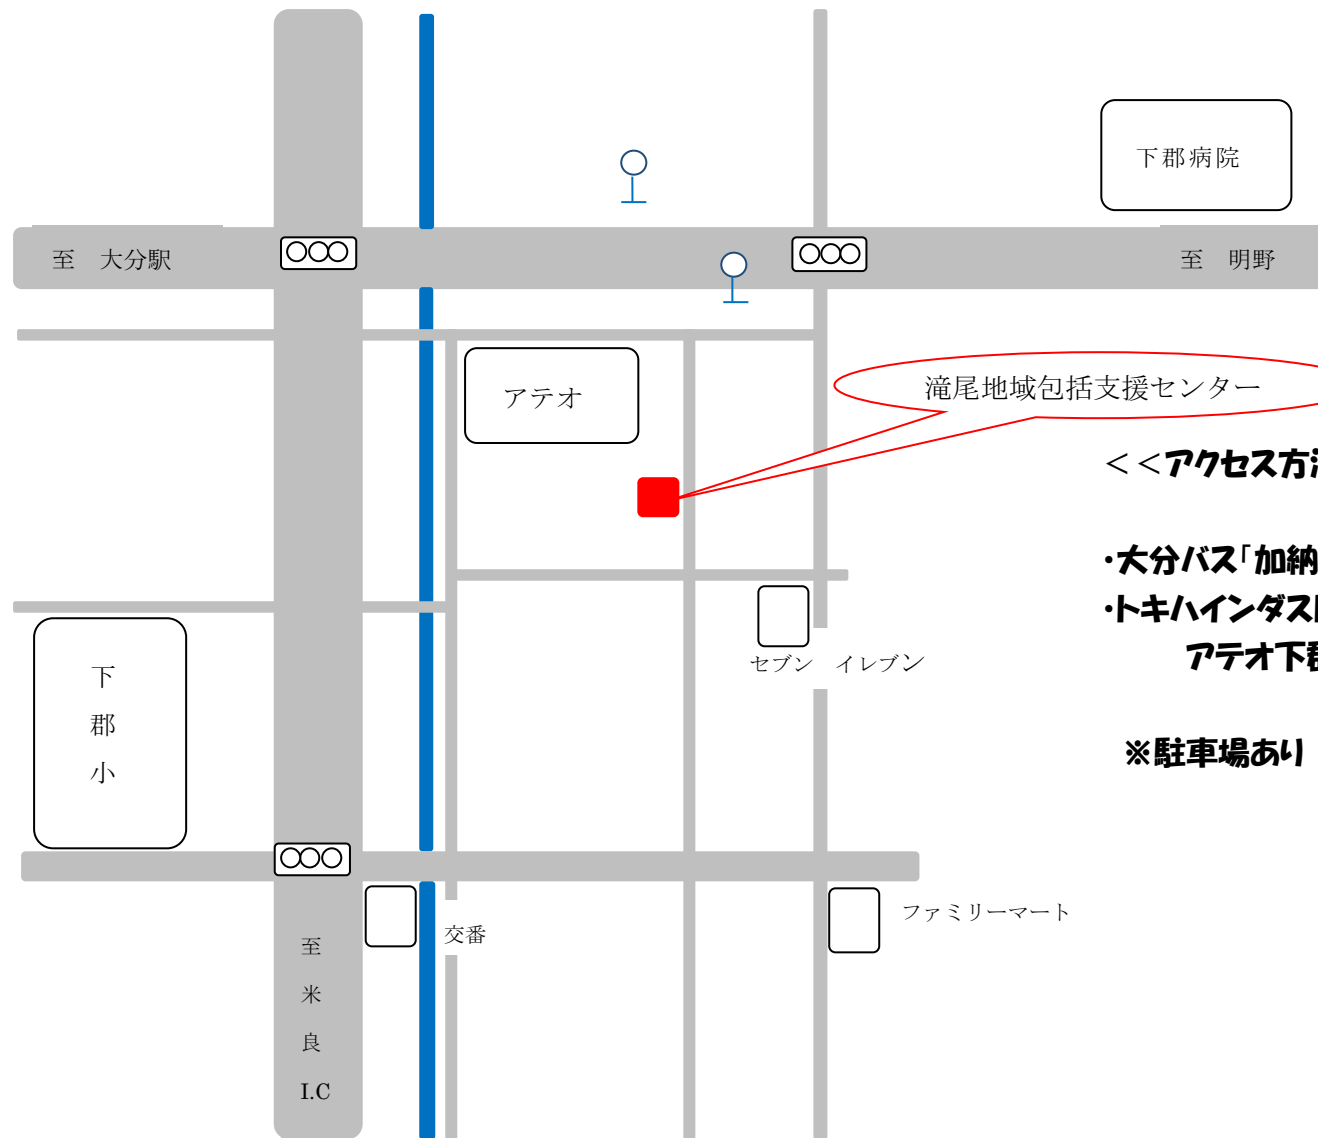 下郡病院
至　大分駅
至　明野
アテオ
滝尾地域包括支援センター
<<アクセス方
・大分バス「加納
・トキハインダス
アテオ下
セブン　イレブン
下
郡
小
※駐車場あり
ファミリーマート
交番
至
米
良
I.C